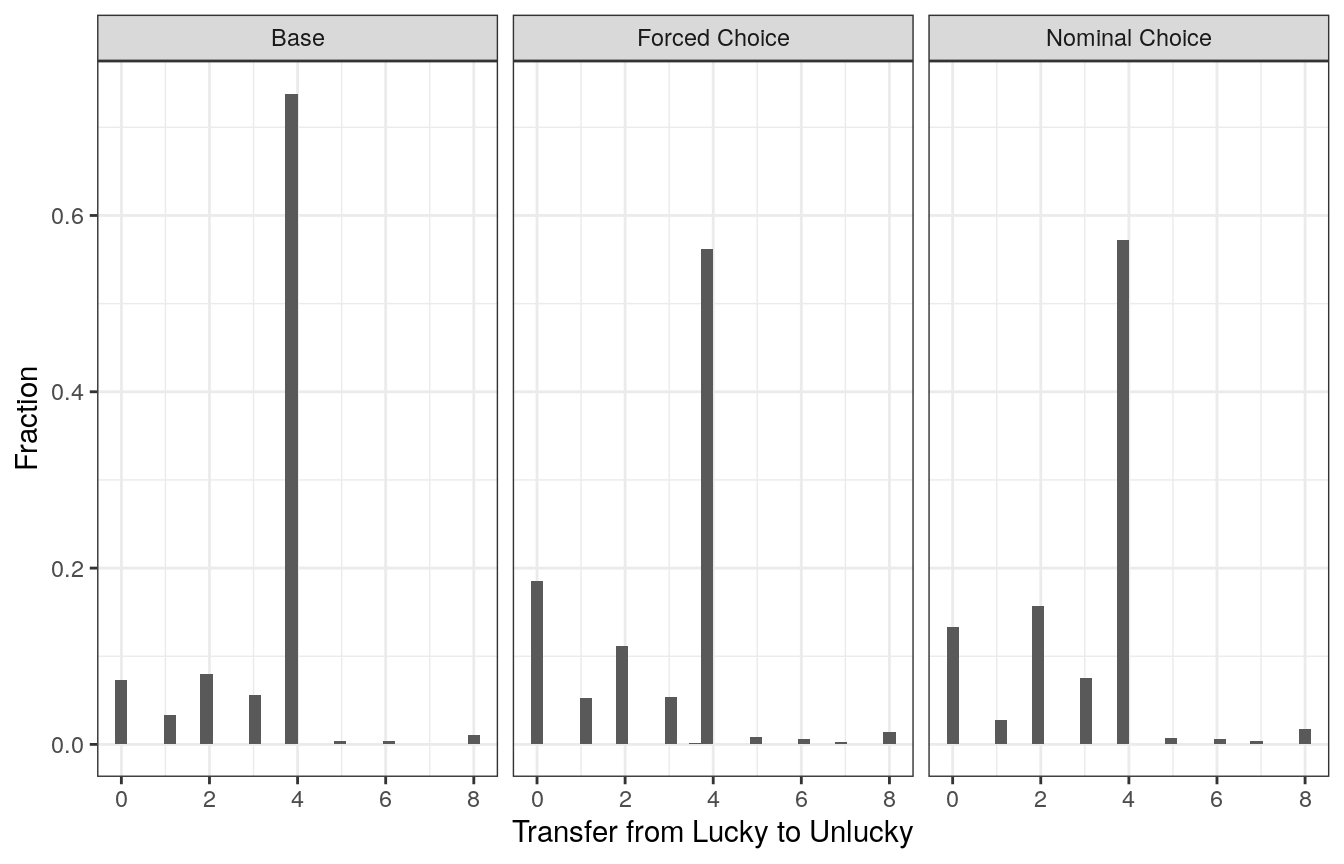 Base
Forced Choice
Nominal Choice
Fraction
0.6
0.4
0.2
0.0
0 2 4 6 8
0 2 4 6 8
0 2 4 6 8
Transfer from Lucky to Unlucky